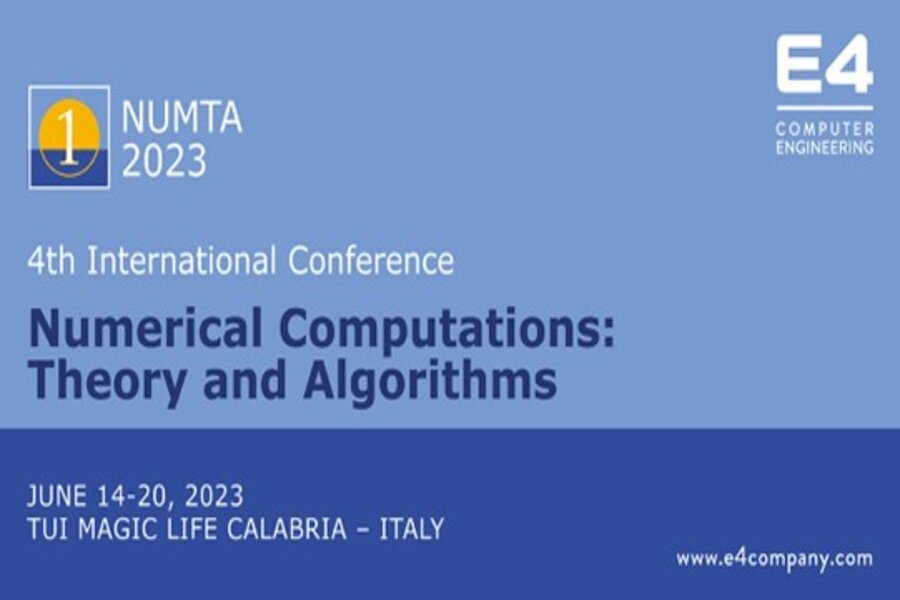 1
NUMTA
2023
E4
COMPUTER
ENGINEERING
4th International Conference
Numerical Computations:
Theory and Algorithms
JUNE 14-20, 2023
TUI MAGIC LIFE CALABRIA – ITALY
www.e4company.com